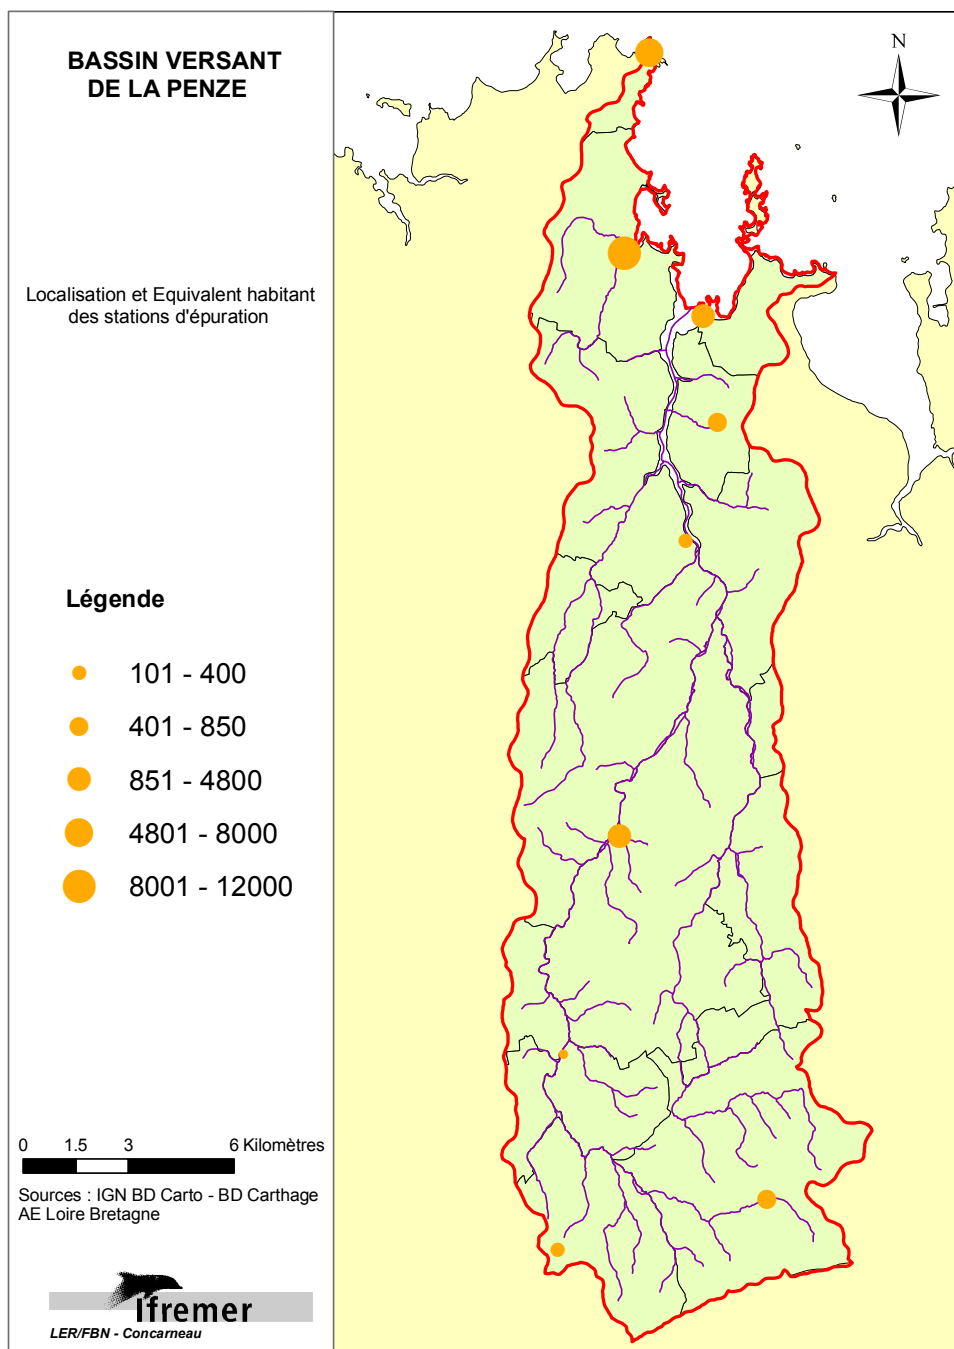 BASSIN VERSANT
DE LA PENZE
N
Localisation et Equivalent habitant
des stations d'épuration
Légende
101 - 400
401 - 850
851 - 4800
4801 - 8000
8001 - 12000
0 1.5 3 6 Kilomètres
Sources : IGN BD Carto - BD Carthage
AE Loire Bretagne
Ifremer
LER/FBN - Concarneau